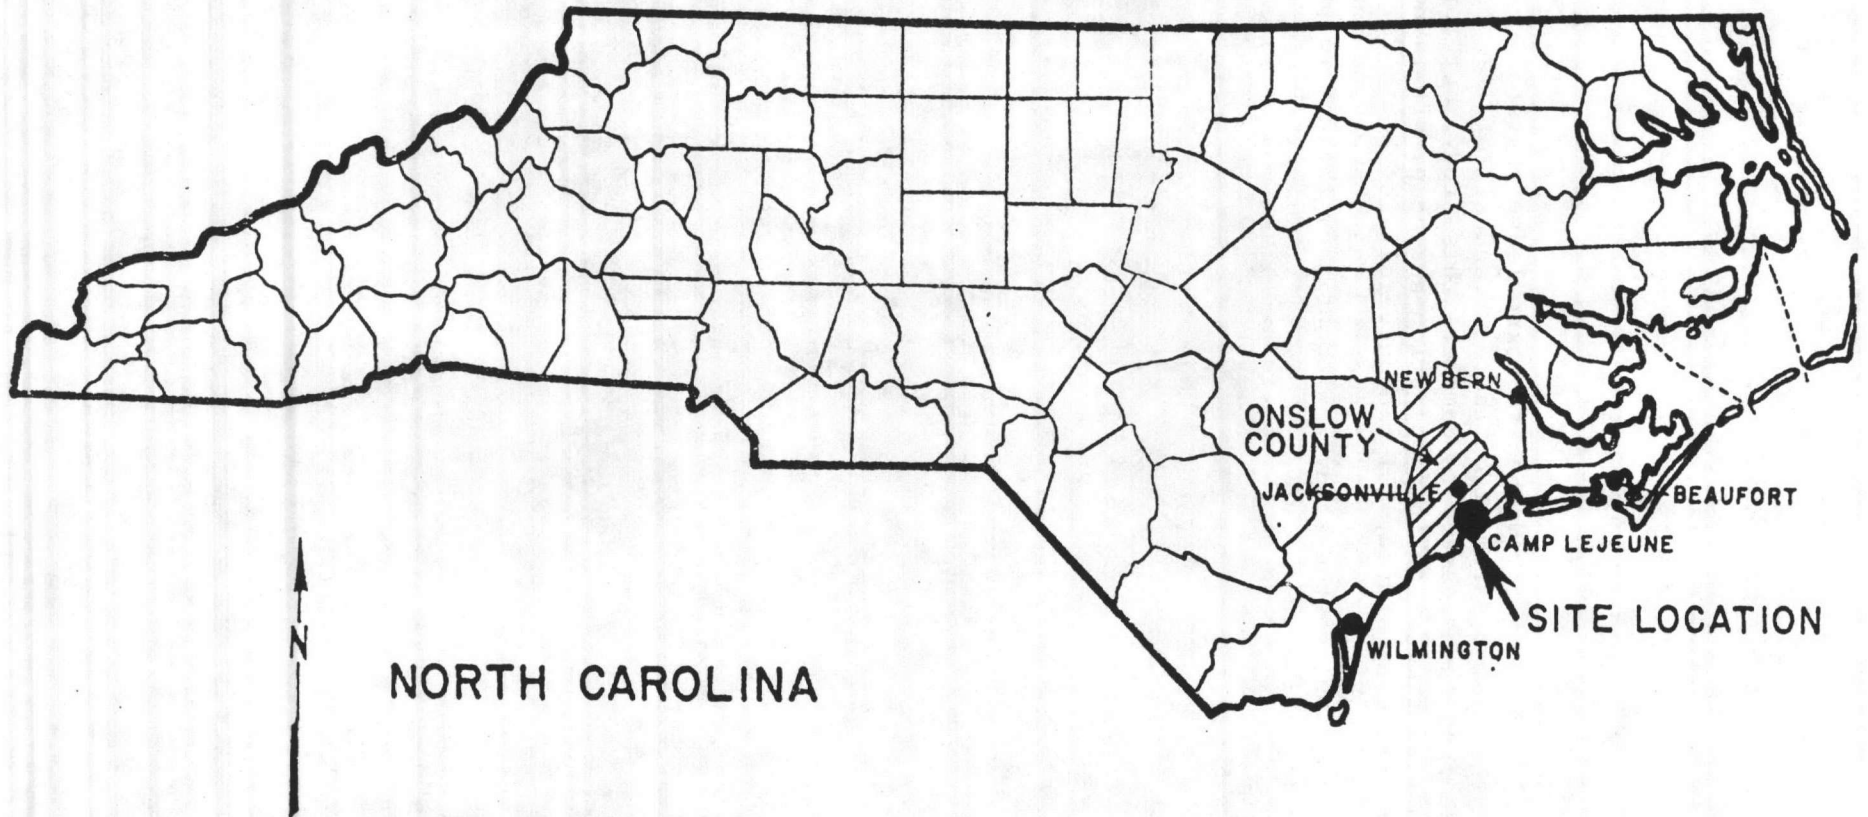 NEW BERN
ONSLOW
COUNTY
JACKSONVILLE
BEAUFORT
CAMP LEJEUNE
SITE LOCATION
WILMINGTON
N
NORTH CAROLINA